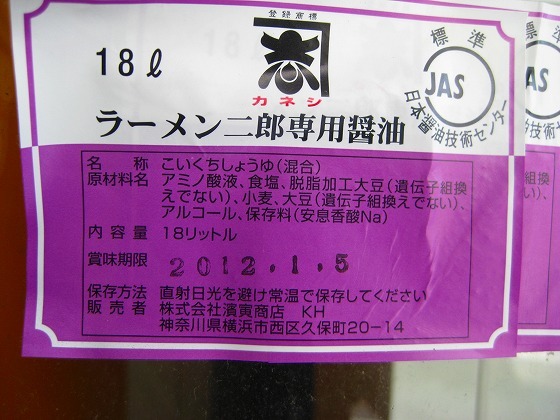 登録商標
18ℓ
カネシ
標準
JAS
日本醤油技術センター
ラーメン二郎専用醤油
名称 こいくちしょうゆ(混合)
原材料名 アミノ酸液、食塩、脱脂加工大豆(遺伝子組換
えでない)、小麦、大豆(遺伝子組換えでない)、
アルコール、保存料(安息香酸Na)
内容量 18リットル
賞味期限 2012.1.5
保存方法 直射日光を避け常温で保存してください
販売者 株式会社濱寅商店 KH
神奈川県横浜市西区久保町20-14